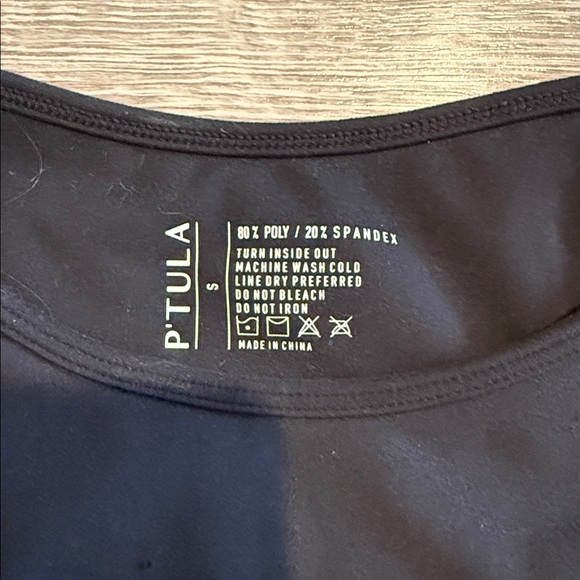 P'TULA
S
80% POLY / 20% SPANDEX
TURN INSIDE OUT
MACHINE WASH COLD
LINE DRY PREFERRED
DO NOT BLEACH
DO NOT IRON
MADE IN CHINA